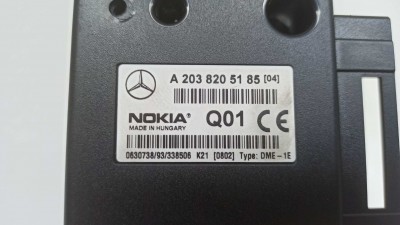 A 203 820 51 85 [04]
NOKIA Q01 CE
MADE IN HUNGARY
0630738/93/338506 K21 [0802] Type: DME-1E